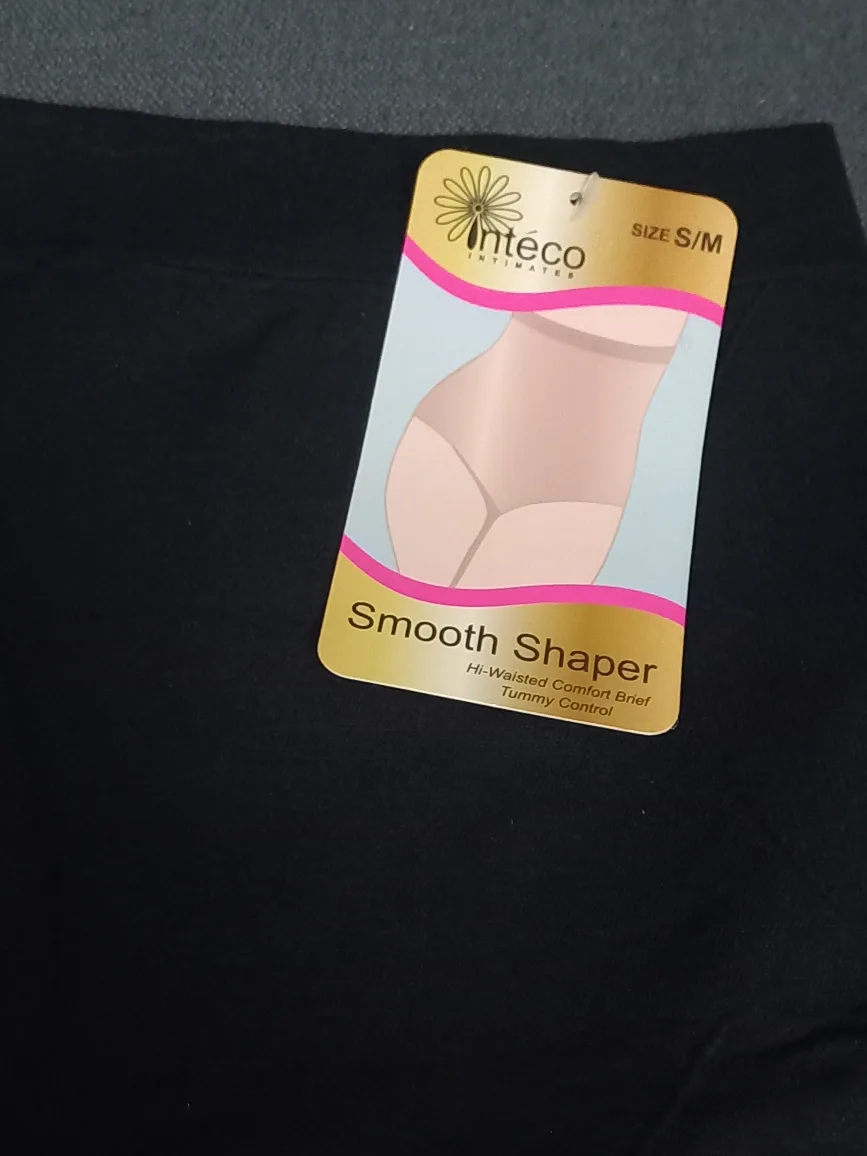 intéco
INTIMATES
SIZE S/M
Smooth Shaper
Hi-Waisted Comfort Brief
Tummy Control